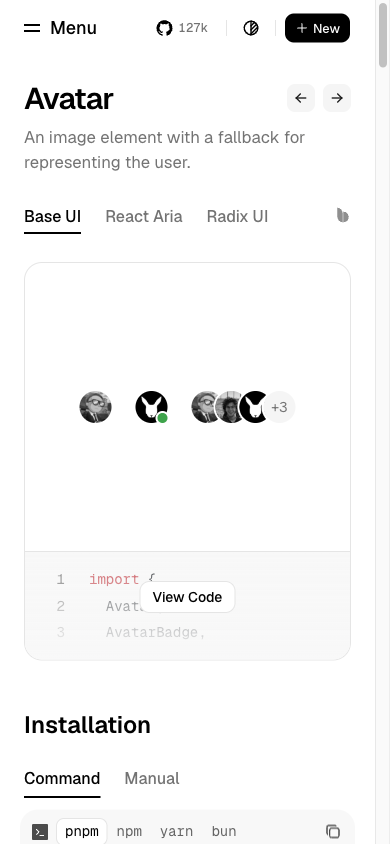 Menu 127k + New
Avatar
An image element with a fallback for
representing the user.
Base UI React Aria Radix UI
+3
1 import {
2
View Code
3 AvatarBadge,
Installation
Command Manual
pnpm npm yarn bun